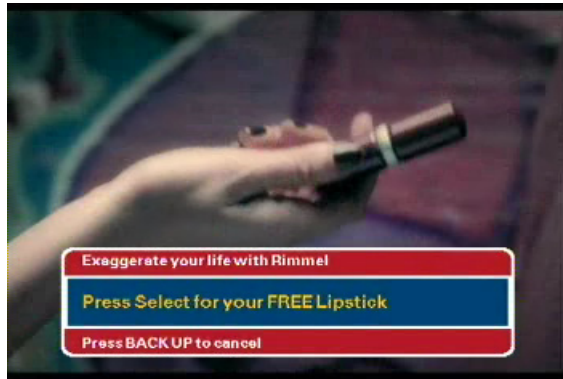 Exaggerate your life with Rimmel
Press Select for your FREE Lipstick
Press BACK UP to cancel